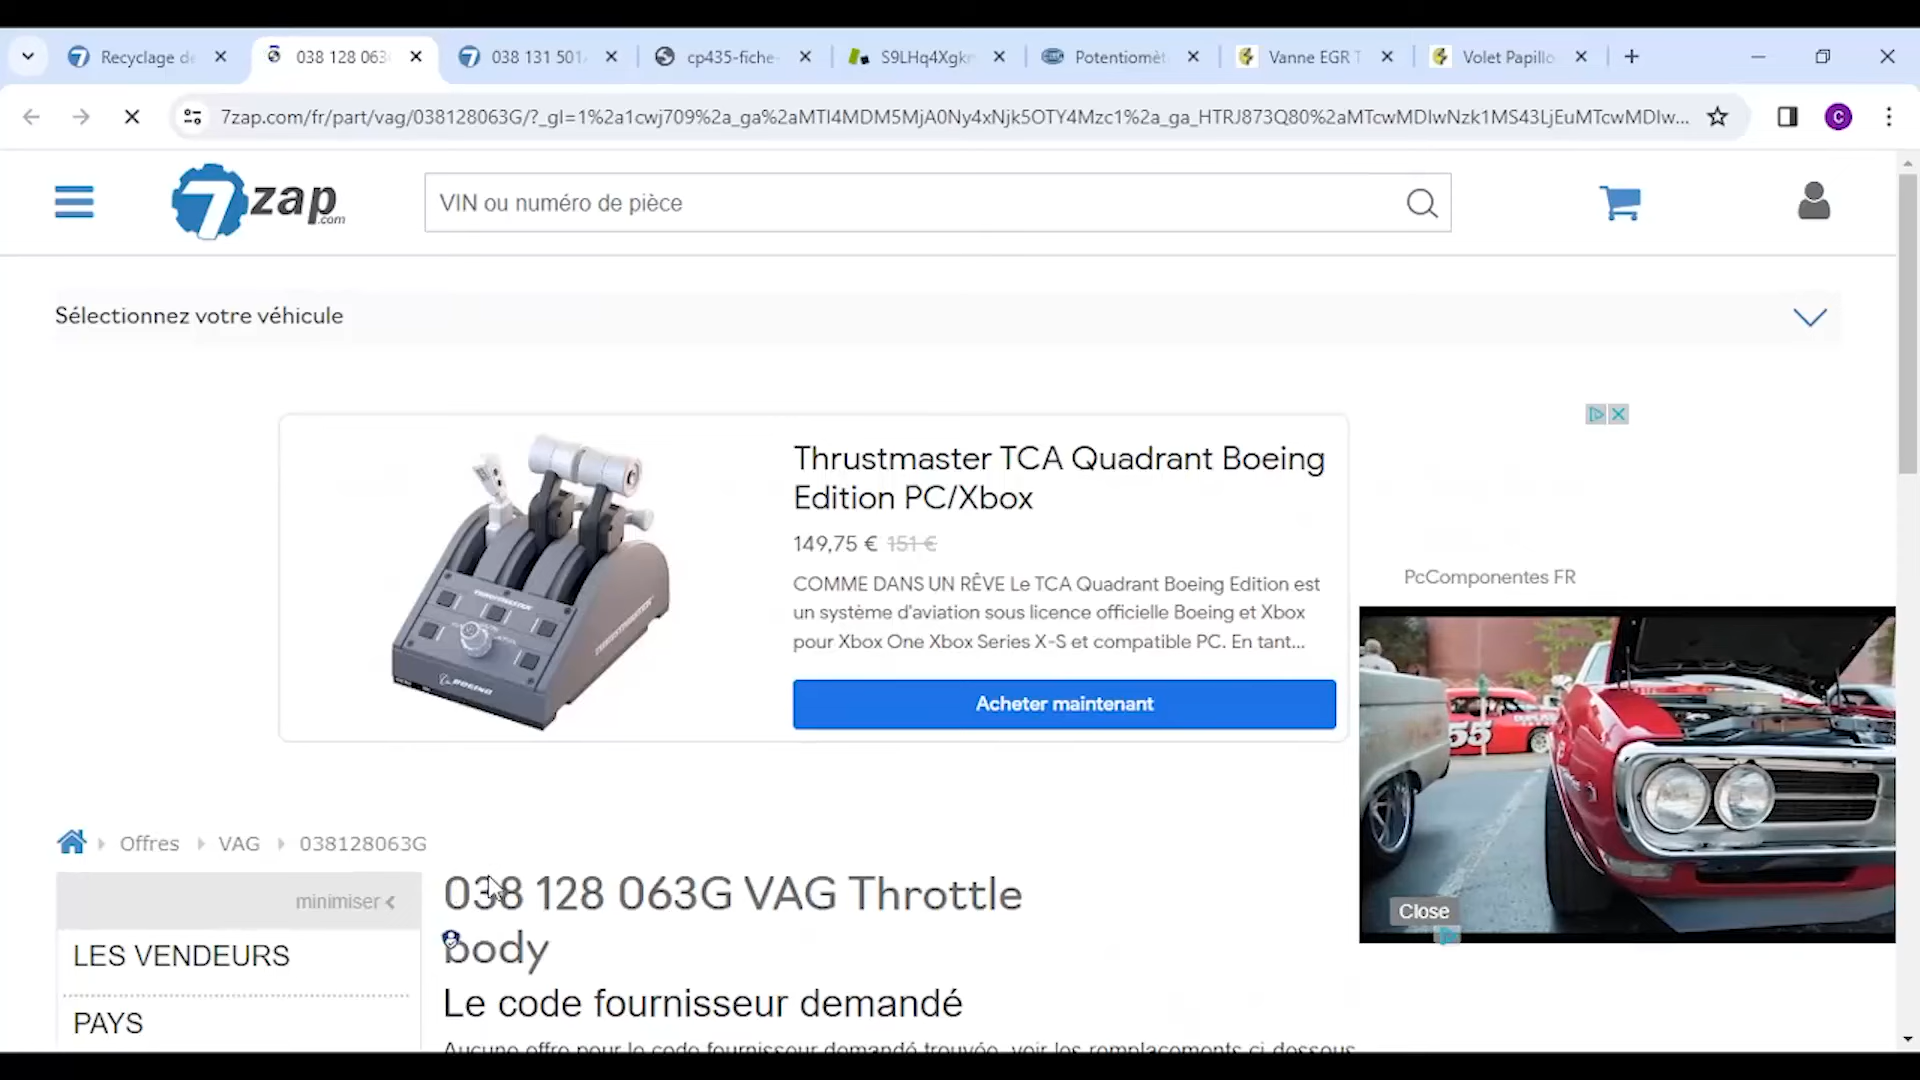 Recyclage de
038 128 063
038 131 501
cp435-fiche-
S9LHq4Xgk
Potentiomèt
Vanne EGR T
Volet Papillo
7zap.com/fr/part/vag/038128063G/?_gl=1%2a1cwj709%2a_ga%2aMTI4MDM5MjA0Ny4xNjk5OTY4Mzc1%2a_ga_HTRJ873Q80%2aMTcwMDIwNzk1MS43LjEuMTcwMDIw...
C
7zap.com
VIN ou numéro de pièce
Sélectionnez votre véhicule
Thrustmaster TCA Quadrant Boeing
Edition PC/Xbox
149,75 € 151 €
COMME DANS UN RÊVE Le TCA Quadrant Boeing Edition est
un système d'aviation sous licence officielle Boeing et Xbox
pour Xbox One Xbox Series X-S et compatible PC. En tant...
Acheter maintenant
THRUSTMASTER
THRUSTMASTER
BOEING
PcComponentes FR
55
Close
Offres
VAG
038128063G
minimiser
LES VENDEURS
PAYS
038 128 063G VAG Throttle
body
Le code fournisseur demandé
Aucune offre pour le code fournisseur demandé trouvée, voir les remplacements ci-dessous